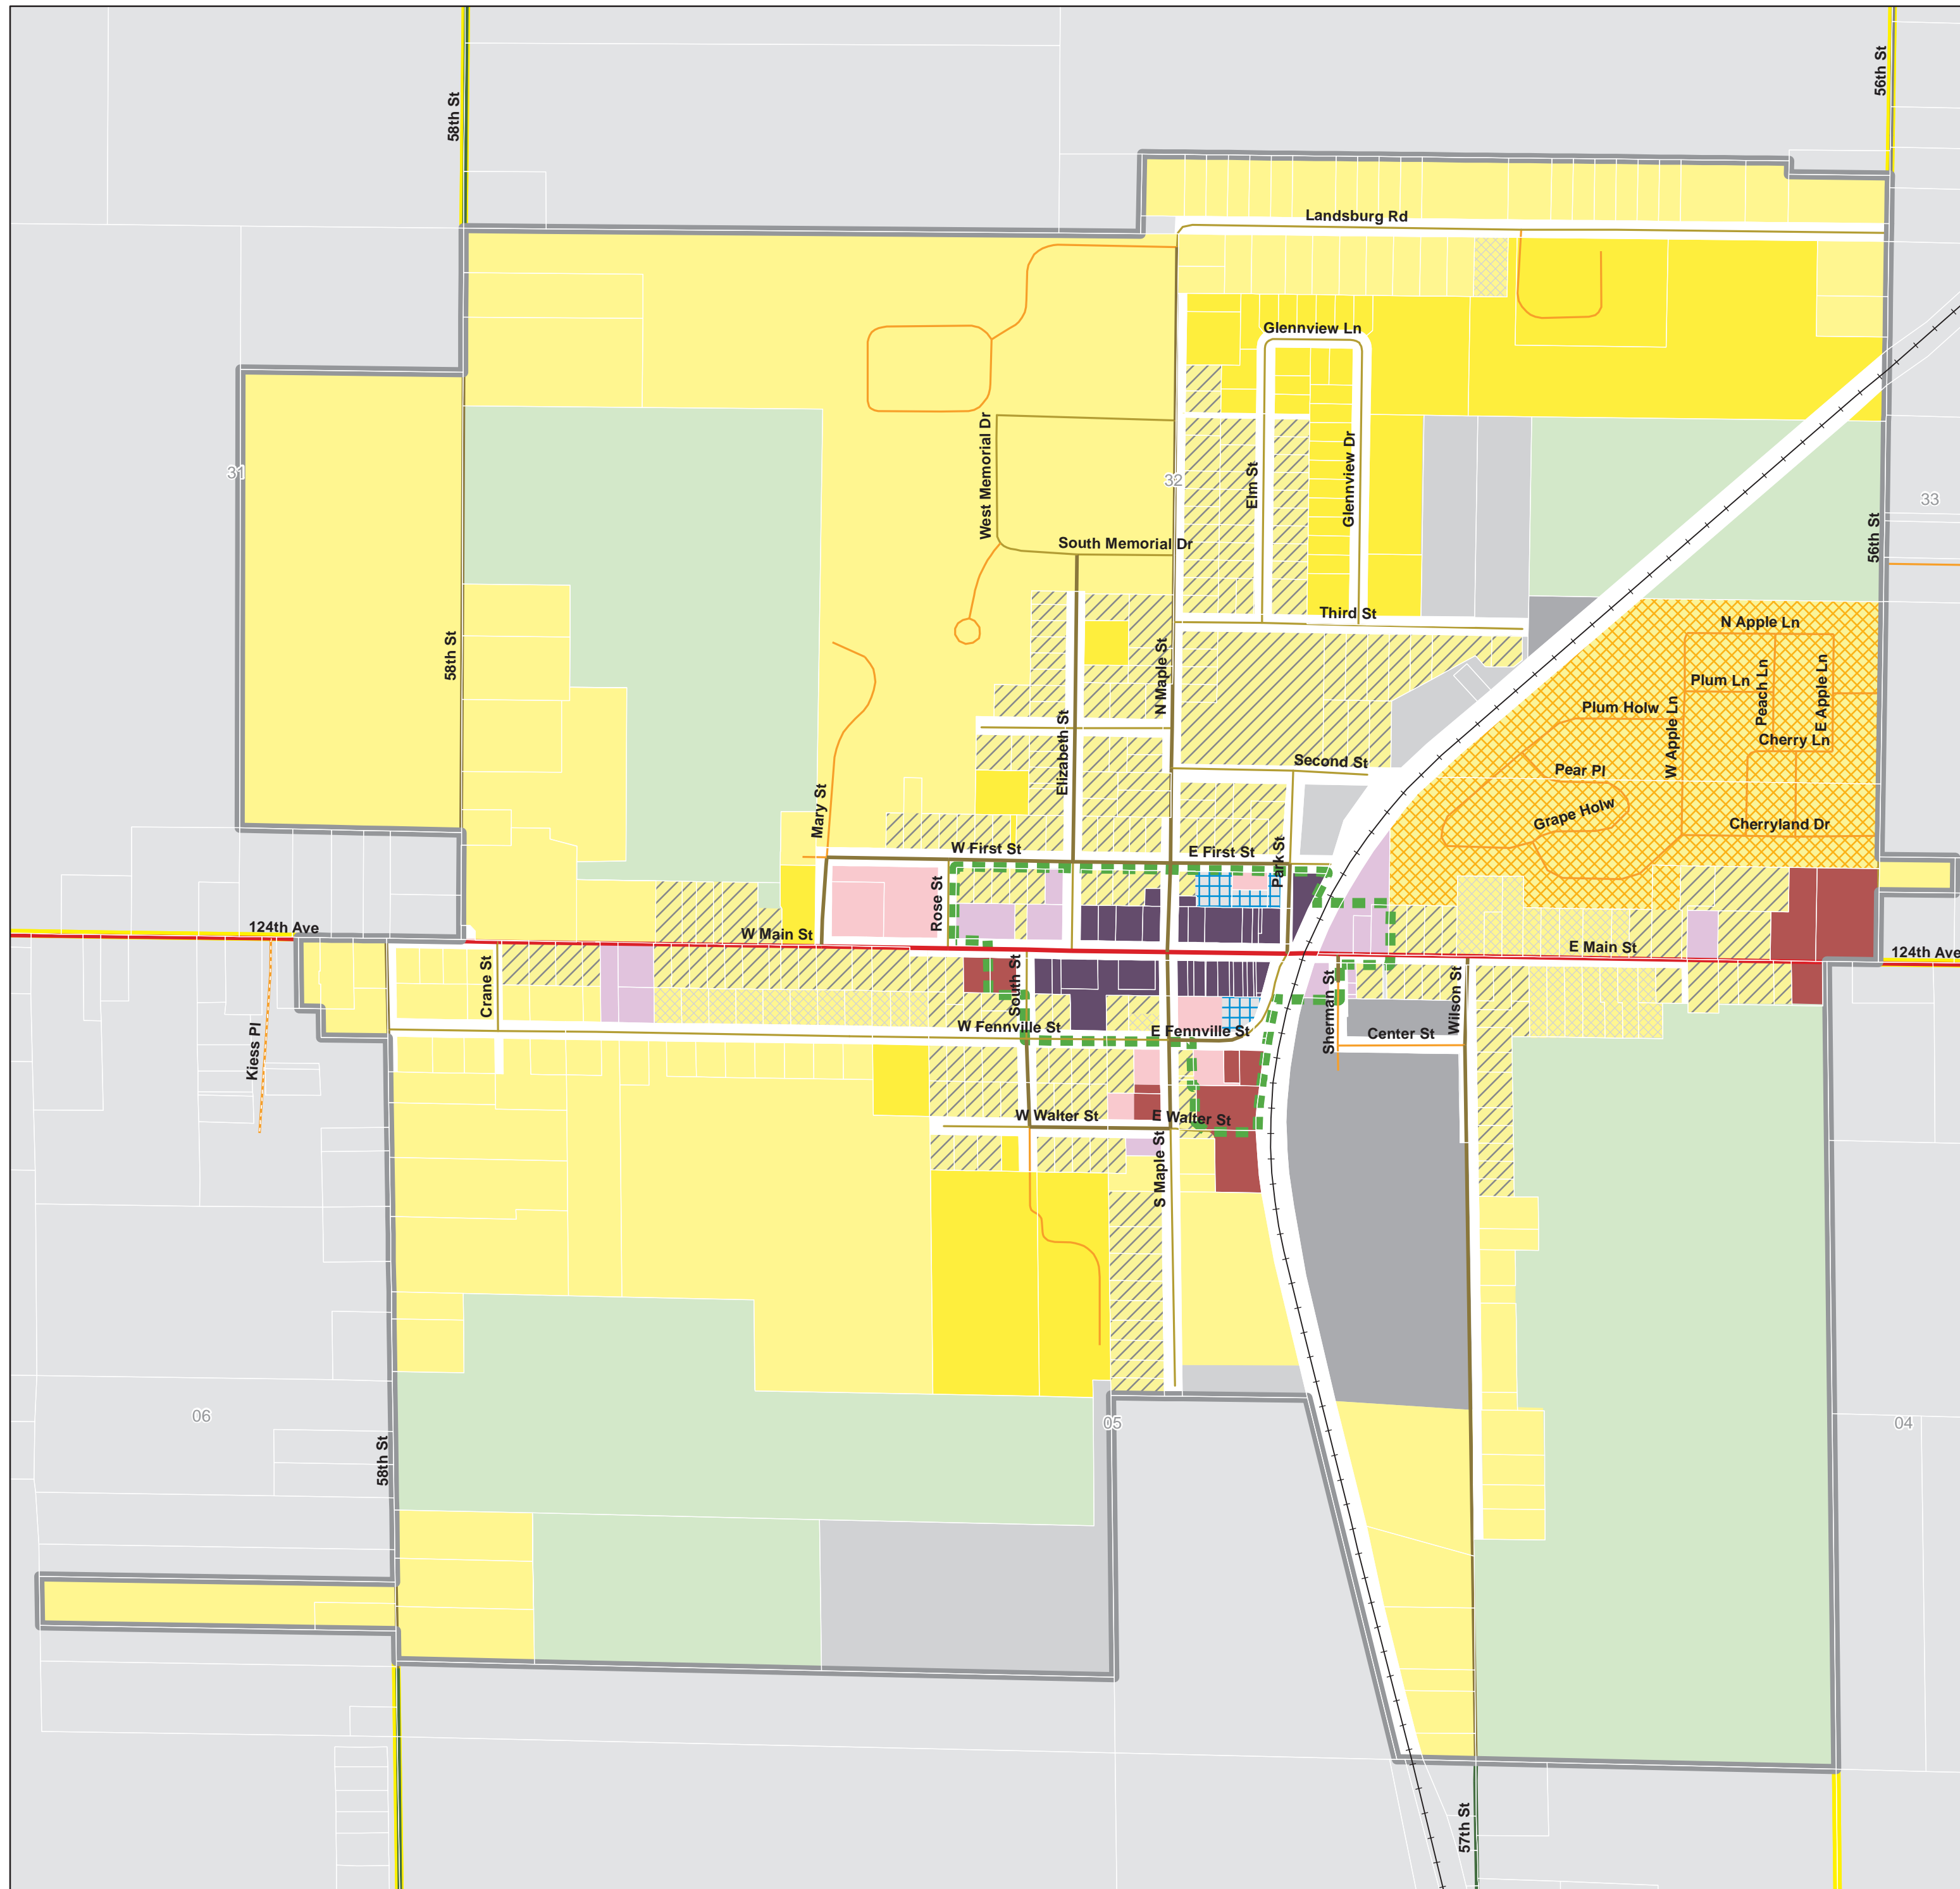 58th St
56th St
Landsburg Rd
Glennview Ln
31
32
33
West Memorial Dr
Elm St
Glennview Dr
56th St
South Memorial Dr
Third St
58th St
N Maple St
N Apple Ln
Plum Ln
Peach Ln
E Apple Ln
Plum Holw
W Apple Ln
Cherry Ln
Elizabeth St
Second St
Pear Pl
Grape Holw
Cherryland Dr
Mary St
W First St
E First St
Park St
Rose St
124th Ave
W Main St
E Main St
124th Ave
Crane St
South St
Sherman St
Wilson St
W Fennville St
E Fennville St
Center St
Kiess Pl
W Walter St
E Walter St
S Maple St
06
05
04
58th St
57th St